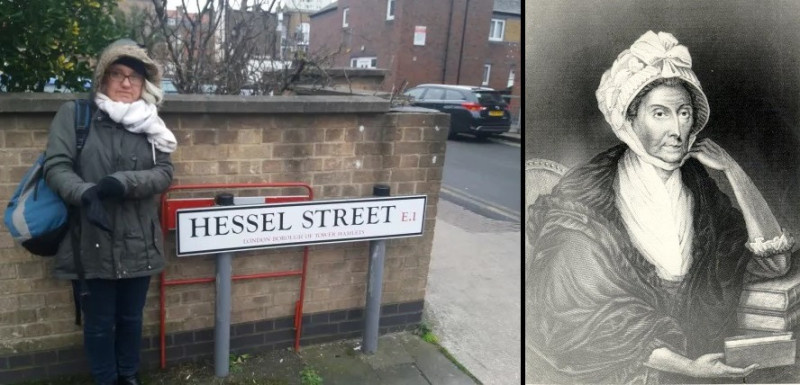 HESSEL STREET E.1
LONDON BOROUGH OF TOWER HAMLETS